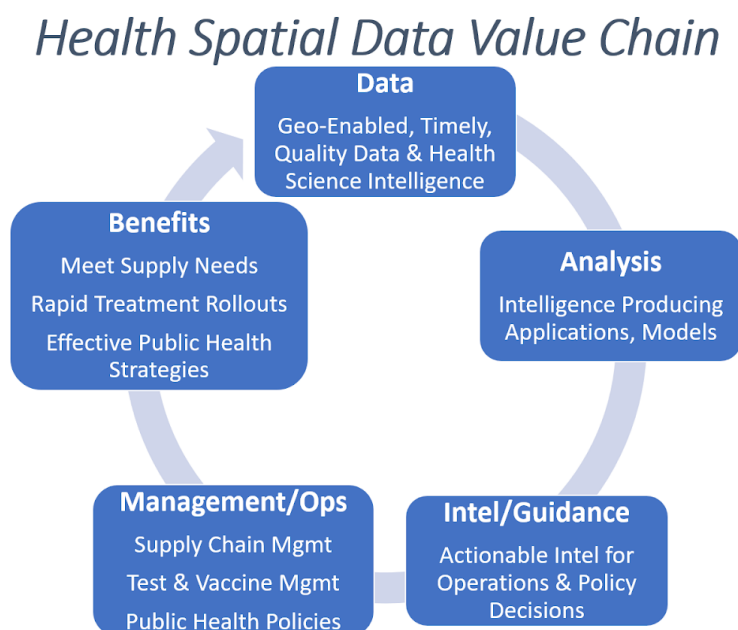 Health Spatial Data Value Chain
Data
Geo-Enabled, Timely,
Quality Data & Health
Science Intelligence
Analysis
Intelligence Producing
Applications, Models
Intel/Guidance
Actionable Intel for
Operations & Policy
Decisions
Management/Ops
Supply Chain Mgmt
Test & Vaccine Mgmt
Public Health Policies
Benefits
Meet Supply Needs
Rapid Treatment Rollouts
Effective Public Health
Strategies